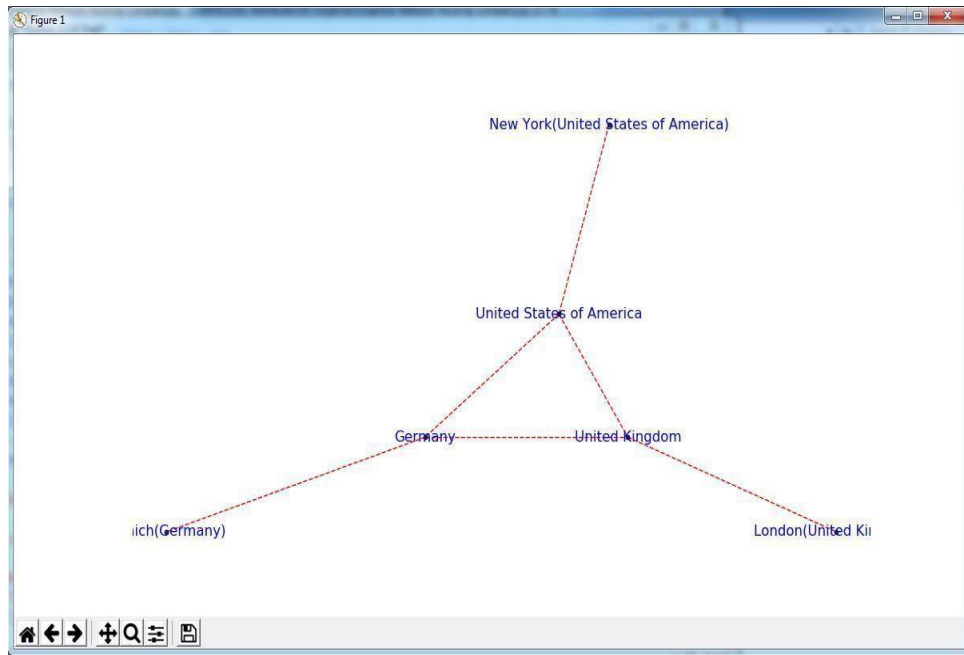 Figure 1
New York(United States of America)
United States of America
Germany
United Kingdom
ich(Germany)
London(United Ki